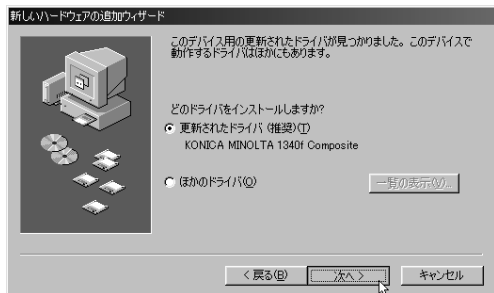 新しいハードウェアの追加ウィザード
このデバイス用の更新されたドライバが見つかりました。このデバイスで
動作するドライバはほかにもあります。
どのドライバをインストールしますか?
更新されたドライバ (推奨)(T)
KONICA MINOLTA 1340f Composite
ほかのドライバ(O)
一覧の表示(V)...
< 戻る(B)
次へ >
キャンセル